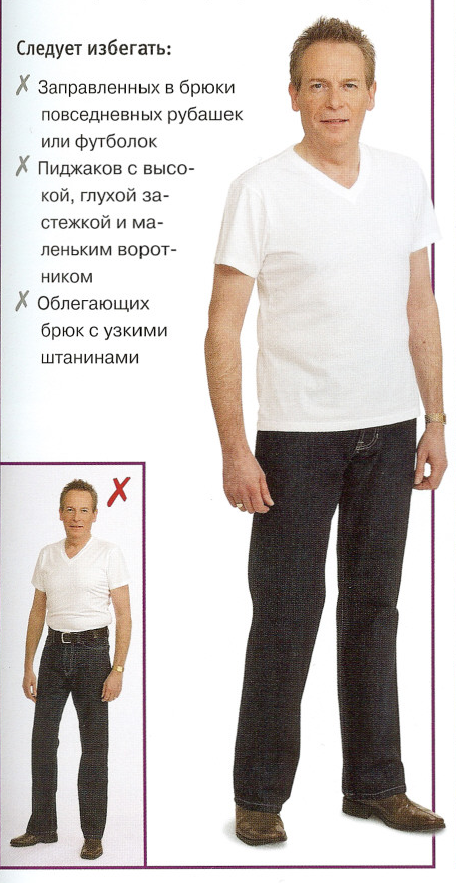 Следует избегать:
✗ Заправленных в брюки
повседневных рубашек
или футболок
✗ Пиджаков с высо-
кой, глухой за-
стежкой и ма-
леньким ворот-
ником
✗ Облегающих
брюк с узкими
штанинами
✗